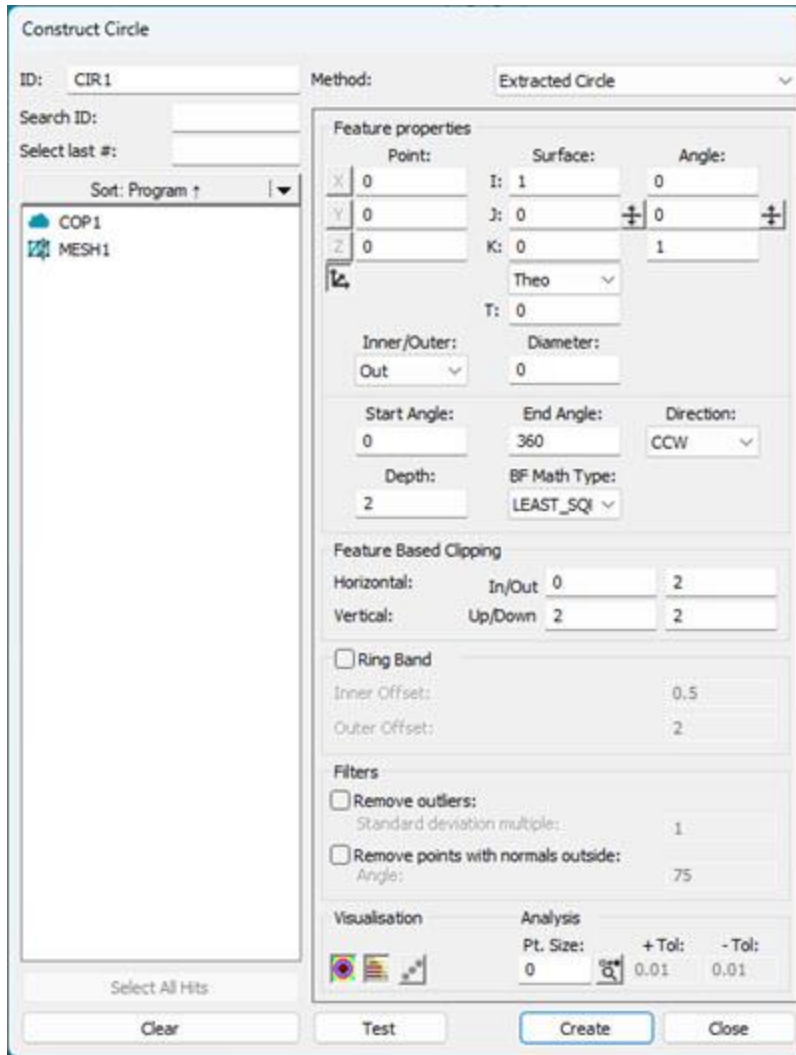 Construct Circle
ID: CIR1 Method: Extracted Circle
Search ID:
Select last #:
Sort: Program ↑
COP1
MESH1
Select All Hits
Clear
Feature properties
Point: Surface: Angle:
X 0 I: 1 0
Y 0 J: 0 0
Z 0 K: 0 1
Theo
T: 0
Inner/Outer: Diameter:
Out 0
Start Angle: End Angle: Direction:
0 360 CCW
Depth: BF Math Type:
2 LEAST_SQI
Feature Based Clipping
Horizontal: In/Out 0 2
Vertical: Up/Down 2 2
Ring Band
Inner Offset: 0.5
Outer Offset: 2
Filters
Remove outliers:
Standard deviation multiple: 1
Remove points with normals outside:
Angle: 75
Visualisation Analysis
Pt. Size: + Tol: - Tol:
0 0.01 0.01
Test Create Close